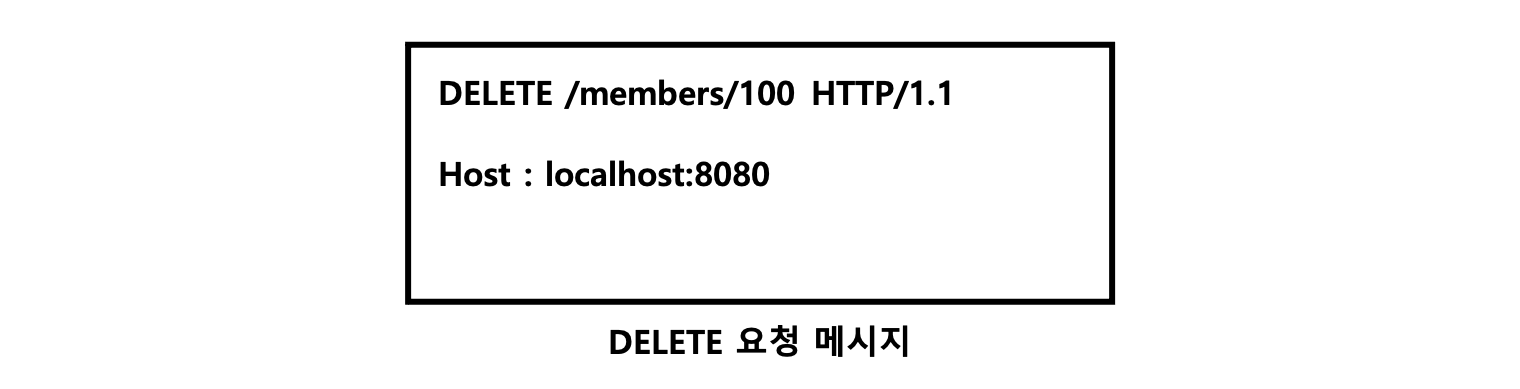 DELETE /members/100 HTTP/1.1
Host : localhost:8080
DELETE 요청 메시지